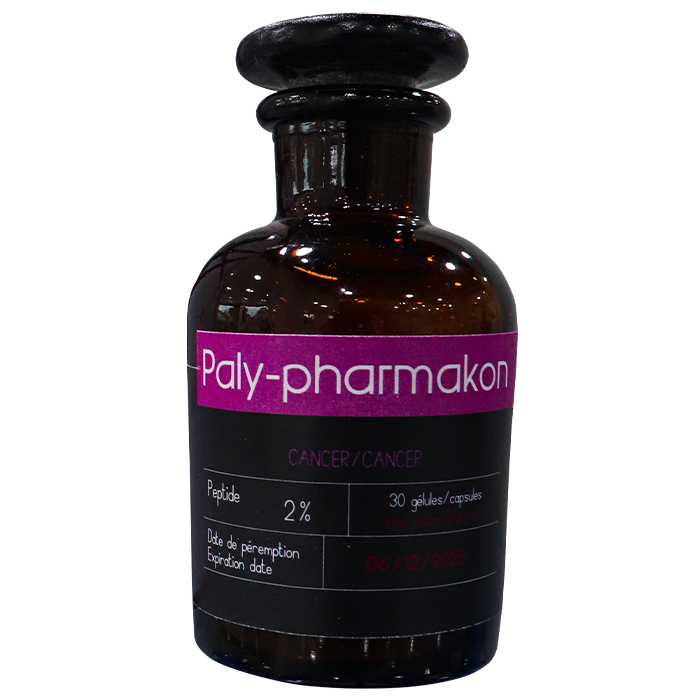 Paly-pharmakon
CANCER/CANCER
Peptide
2%
30 gélules/capsules
Date de péremption
Expiration date
06/12/2025